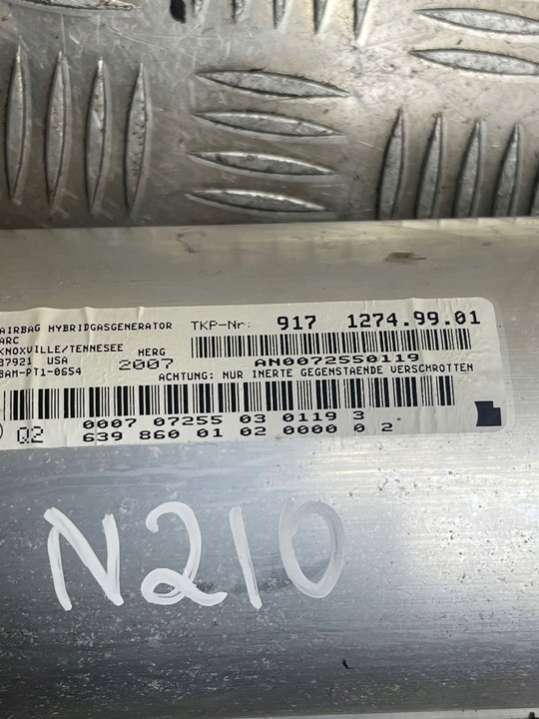 AIRBAG HYBRIDGASGENERATOR
ARC
KNOXVILLE/TENNESEE
37921 USA
BAM-PT1-0654
HERG
2007
TKP-Nr: 917 1274.99.01
AN0072550119
ACHTUNG: NUR INERTE GEGENSTAENDE VERSCHROTTEN
Q2
0007 07255 03 0119 3
639 860 01 02 0000 0 2
N210